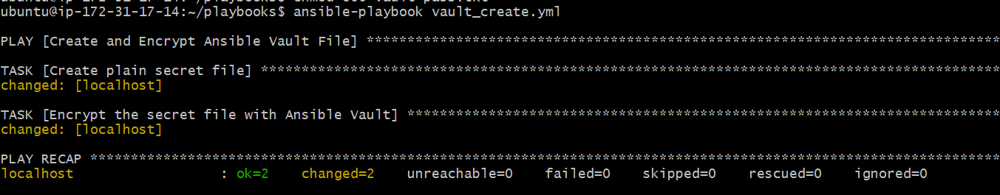 ubuntu@ip-172-31-17-14:~/playbooks$ ansible-playbook vault_create.yml
PLAY [Create and Encrypt Ansible Vault File] ******************************************************************************
TASK [Create plain secret file] *******************************************************************************************
changed: [localhost]
TASK [Encrypt the secret file with Ansible Vault] *************************************************************************
changed: [localhost]
PLAY RECAP ****************************************************************************************************************
localhost                  : ok=2    changed=2    unreachable=0    failed=0    skipped=0    rescued=0    ignored=0